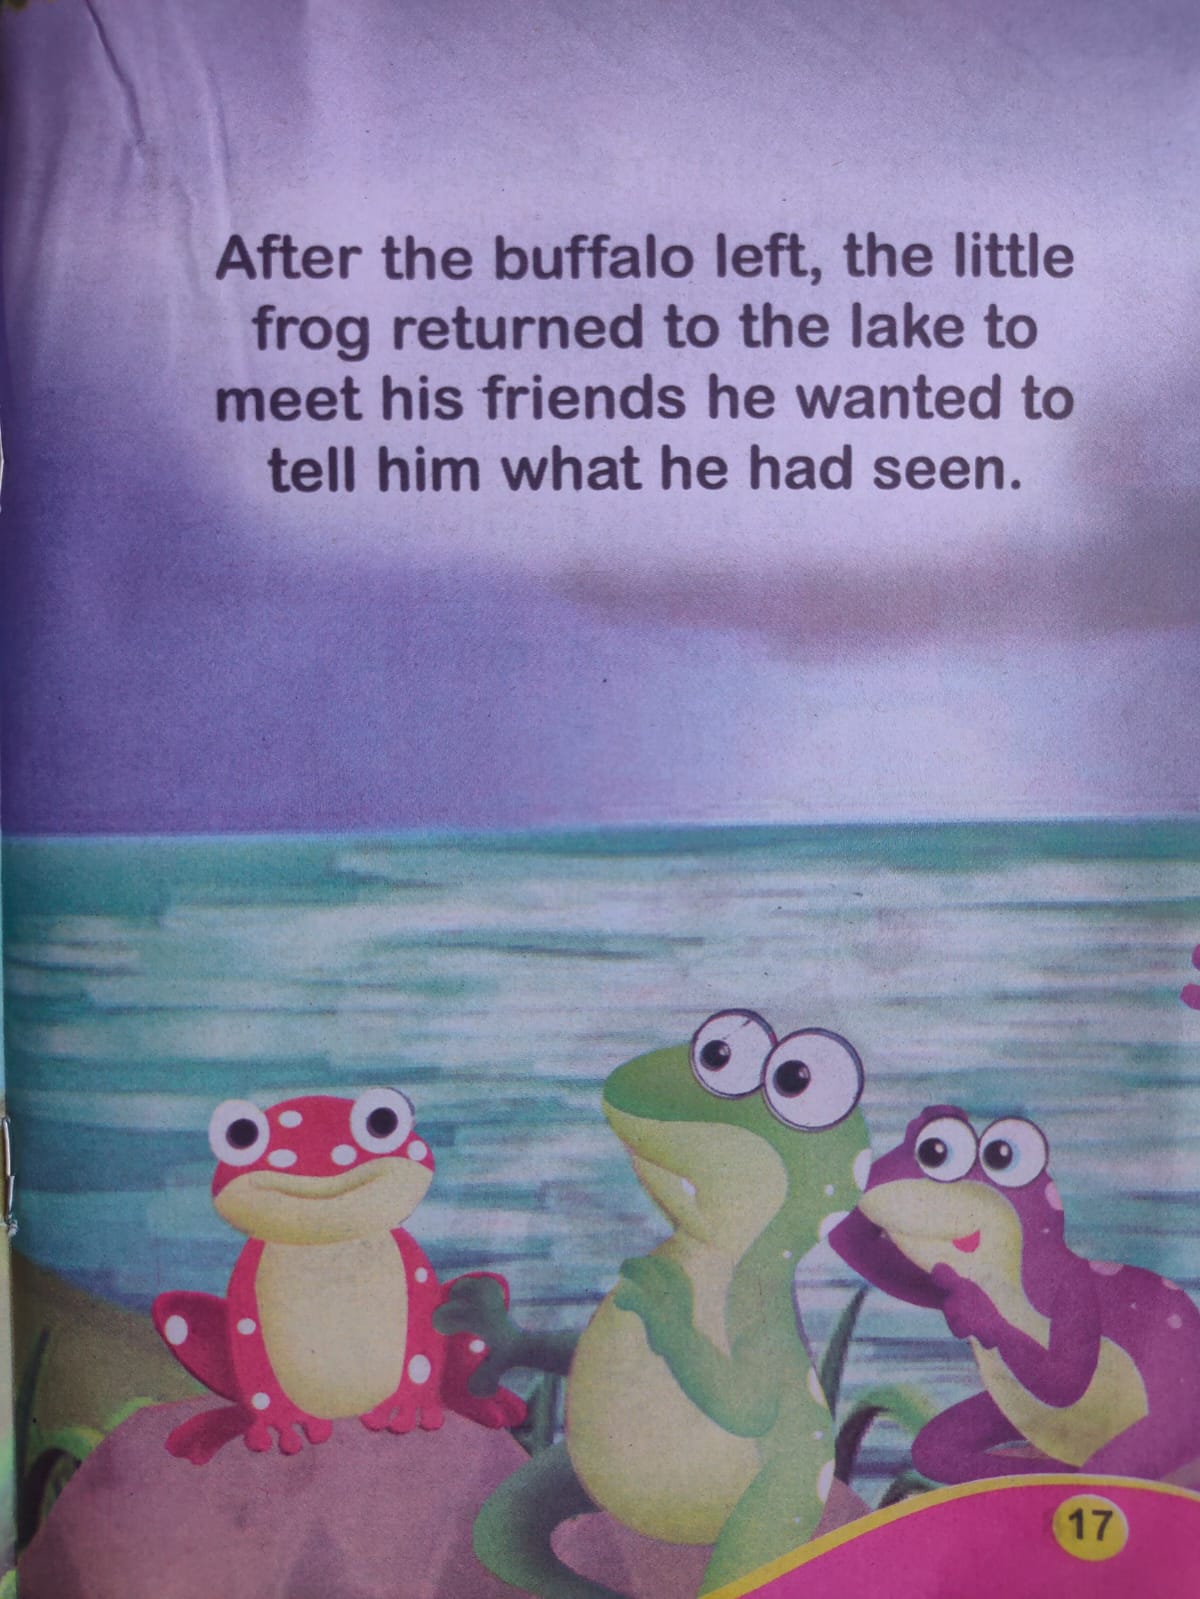 After the buffalo left, the little
frog returned to the lake to
meet his friends he wanted to
tell him what he had seen.
17